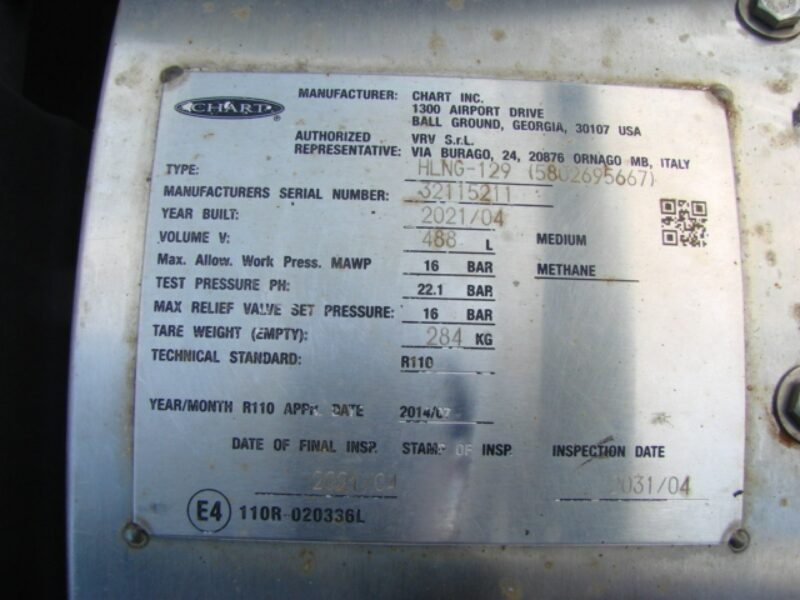 CHART®
MANUFACTURER: CHART INC.
1300 AIRPORT DRIVE
BALL GROUND, GEORGIA, 30107 USA
AUTHORIZED REPRESENTATIVE: VRV S.r.L.
VIA BURAGO, 24, 20876 ORNAGO MB, ITALY
TYPE: HLNG-129 (5802695667)
MANUFACTURERS SERIAL NUMBER: 32115211
YEAR BUILT: 2021/04
VOLUME V: 488 L MEDIUM
Max. Allow. Work Press. MAWP 16 BAR METHANE
TEST PRESSURE PH: 22.1 BAR
MAX RELIEF VALVE SET PRESSURE: 16 BAR
TARE WEIGHT (EMPTY): 284 KG
TECHNICAL STANDARD: R110
YEAR/MONTH R110 APPR. DATE 2014/07
DATE OF FINAL INSP. STAMP OF INSP. INSPECTION DATE
2021/04 2031/04
E4 110R-020336L